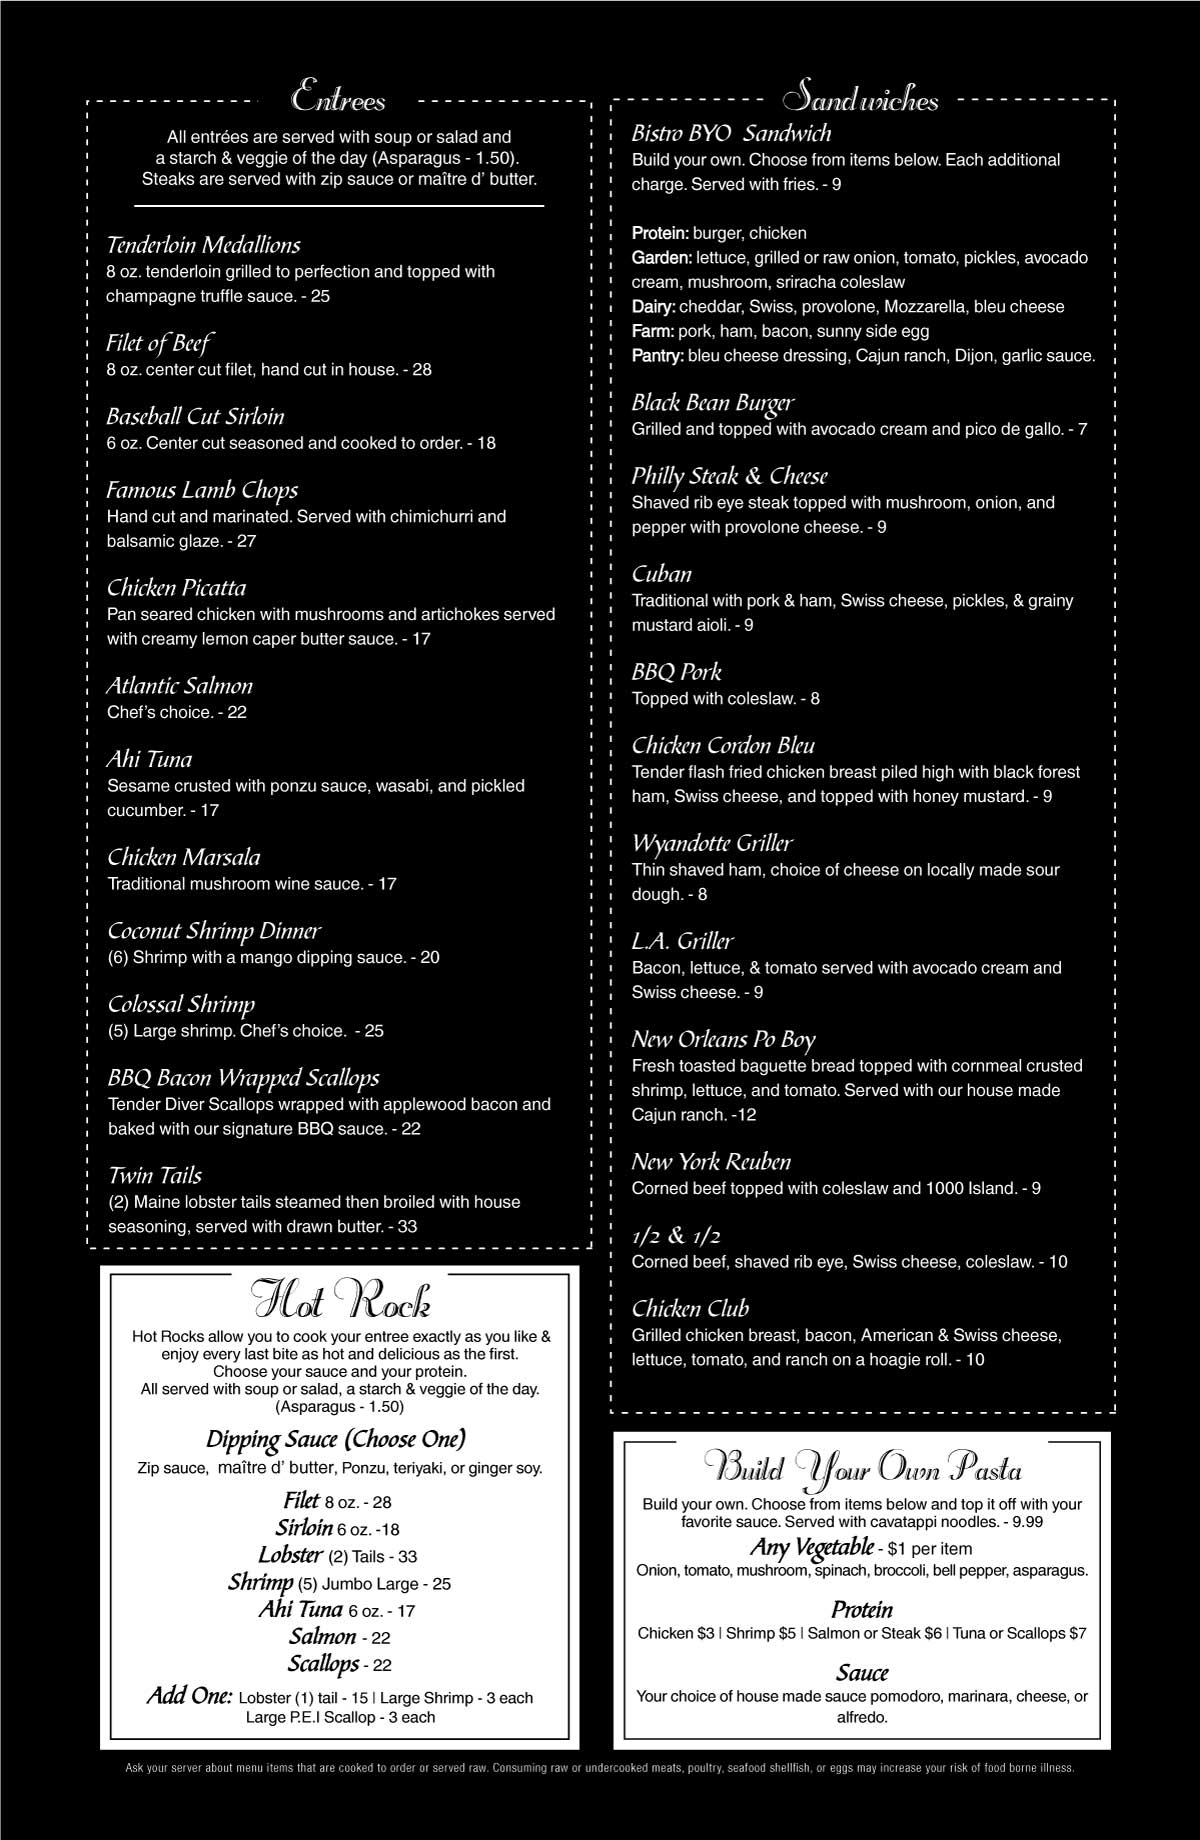 Entrees
All entrées are served with soup or salad and
a starch & veggie of the day (Asparagus - 1.50).
Steaks are served with zip sauce or maître d' butter.
Tenderloin Medallions
8 oz. tenderloin grilled to perfection and topped with
champagne truffle sauce. - 25
Filet of Beef
8 oz. center cut filet, hand cut in house. - 28
Baseball Cut Sirloin
6 oz. Center cut seasoned and cooked to order. - 18
Famous Lamb Chops
Hand cut and marinated. Served with chimichurri and
balsamic glaze. - 27
Chicken Picatta
Pan seared chicken with mushrooms and artichokes served
with creamy lemon caper butter sauce. - 17
Atlantic Salmon
Chef's choice. - 22
Ahi Tuna
Sesame crusted with ponzu sauce, wasabi, and pickled
cucumber. - 17
Chicken Marsala
Traditional mushroom wine sauce. - 17
Coconut Shrimp Dinner
(6) Shrimp with a mango dipping sauce. - 20
Colossal Shrimp
(5) Large shrimp. Chef's choice.  - 25
BBQ Bacon Wrapped Scallops
Tender Diver Scallops wrapped with applewood bacon and
baked with our signature BBQ sauce. - 22
Twin Tails
(2) Maine lobster tails steamed then broiled with house
seasoning, served with drawn butter. - 33
Hot Rock
Hot Rocks allow you to cook your entree exactly as you like &
enjoy every last bite as hot and delicious as the first.
Choose your sauce and your protein.
All served with soup or salad, a starch & veggie of the day.
(Asparagus - 1.50)
Dipping Sauce (Choose One)
Zip sauce,  maître d' butter, Ponzu, teriyaki, or ginger soy.
Filet 8 oz. - 28
Sirloin 6 oz. -18
Lobster (2) Tails - 33
Shrimp (5) Jumbo Large - 25
Ahi Tuna 6 oz. - 17
Salmon - 22
Scallops - 22
Add One: Lobster (1) tail - 15 | Large Shrimp - 3 each
Large P.E.I Scallop - 3 each
Sandwiches
Bistro BYO  Sandwich
Build your own. Choose from items below. Each additional
charge. Served with fries. - 9
Protein: burger, chicken
Garden: lettuce, grilled or raw onion, tomato, pickles, avocado
cream, mushroom, sriracha coleslaw
Dairy: cheddar, Swiss, provolone, Mozzarella, bleu cheese
Farm: pork, ham, bacon, sunny side egg
Pantry: bleu cheese dressing, Cajun ranch, Dijon, garlic sauce.
Black Bean Burger
Grilled and topped with avocado cream and pico de gallo. - 7
Philly Steak & Cheese
Shaved rib eye steak topped with mushroom, onion, and
pepper with provolone cheese. - 9
Cuban
Traditional with pork & ham, Swiss cheese, pickles, & grainy
mustard aioli. - 9
BBQ Pork
Topped with coleslaw. - 8
Chicken Cordon Bleu
Tender flash fried chicken breast piled high with black forest
ham, Swiss cheese, and topped with honey mustard. - 9
Wyandotte Griller
Thin shaved ham, choice of cheese on locally made sour
dough. - 8
L.A. Griller
Bacon, lettuce, & tomato served with avocado cream and
Swiss cheese. - 9
New Orleans Po Boy
Fresh toasted baguette bread topped with cornmeal crusted
shrimp, lettuce, and tomato. Served with our house made
Cajun ranch. -12
New York Reuben
Corned beef topped with coleslaw and 1000 Island. - 9
1/2 & 1/2
Corned beef, shaved rib eye, Swiss cheese, coleslaw. - 10
Chicken Club
Grilled chicken breast, bacon, American & Swiss cheese,
lettuce, tomato, and ranch on a hoagie roll. - 10
Build Your Own Pasta
Build your own. Choose from items below and top it off with your
favorite sauce. Served with cavatappi noodles. - 9.99
Any Vegetable - $1 per item
Onion, tomato, mushroom, spinach, broccoli, bell pepper, asparagus.
Protein
Chicken $3 | Shrimp $5 | Salmon or Steak $6 | Tuna or Scallops $7
Sauce
Your choice of house made sauce pomodoro, marinara, cheese, or
alfredo.
Ask your server about menu items that are cooked to order or served raw. Consuming raw or undercooked meats, poultry, seafood shellfish, or eggs may increase your risk of food borne illness.